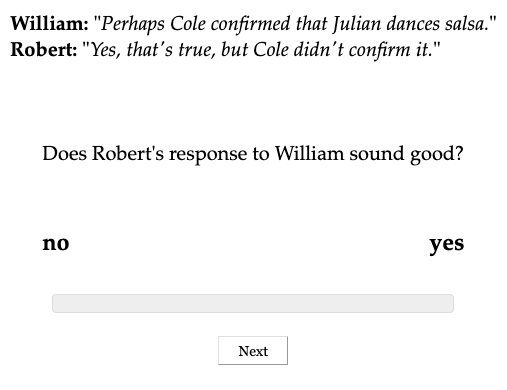 William: "Perhaps Cole confirmed that Julian dances salsa."
Robert: "Yes, that's true, but Cole didn't confirm it."
Does Robert's response to William sound good?
no yes
Next